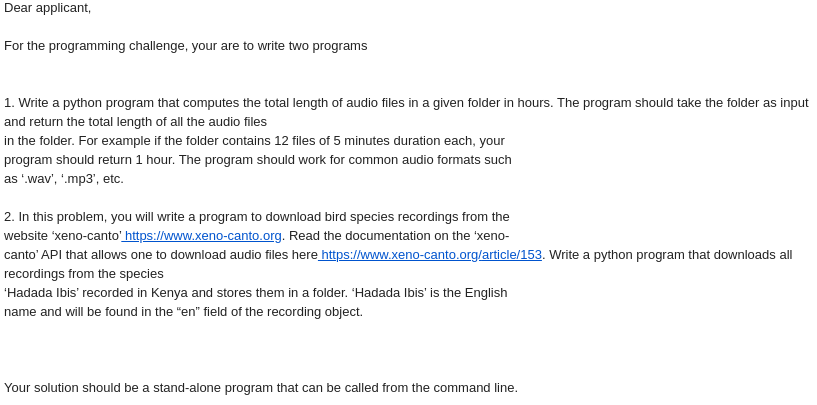 Dear applicant,
For the programming challenge, your are to write two programs
1. Write a python program that computes the total length of audio files in a given folder in hours. The program should take the folder as input
and return the total length of all the audio files
in the folder. For example if the folder contains 12 files of 5 minutes duration each, your
program should return 1 hour. The program should work for common audio formats such
as ‘.wav’, ‘.mp3’, etc.
2. In this problem, you will write a program to download bird species recordings from the
website ‘xeno-canto’ https://www.xeno-canto.org. Read the documentation on the ‘xeno-
canto’ API that allows one to download audio files here https://www.xeno-canto.org/article/153. Write a python program that downloads all
recordings from the species
‘Hadada Ibis’ recorded in Kenya and stores them in a folder. ‘Hadada Ibis’ is the English
name and will be found in the “en” field of the recording object.
Your solution should be a stand-alone program that can be called from the command line.